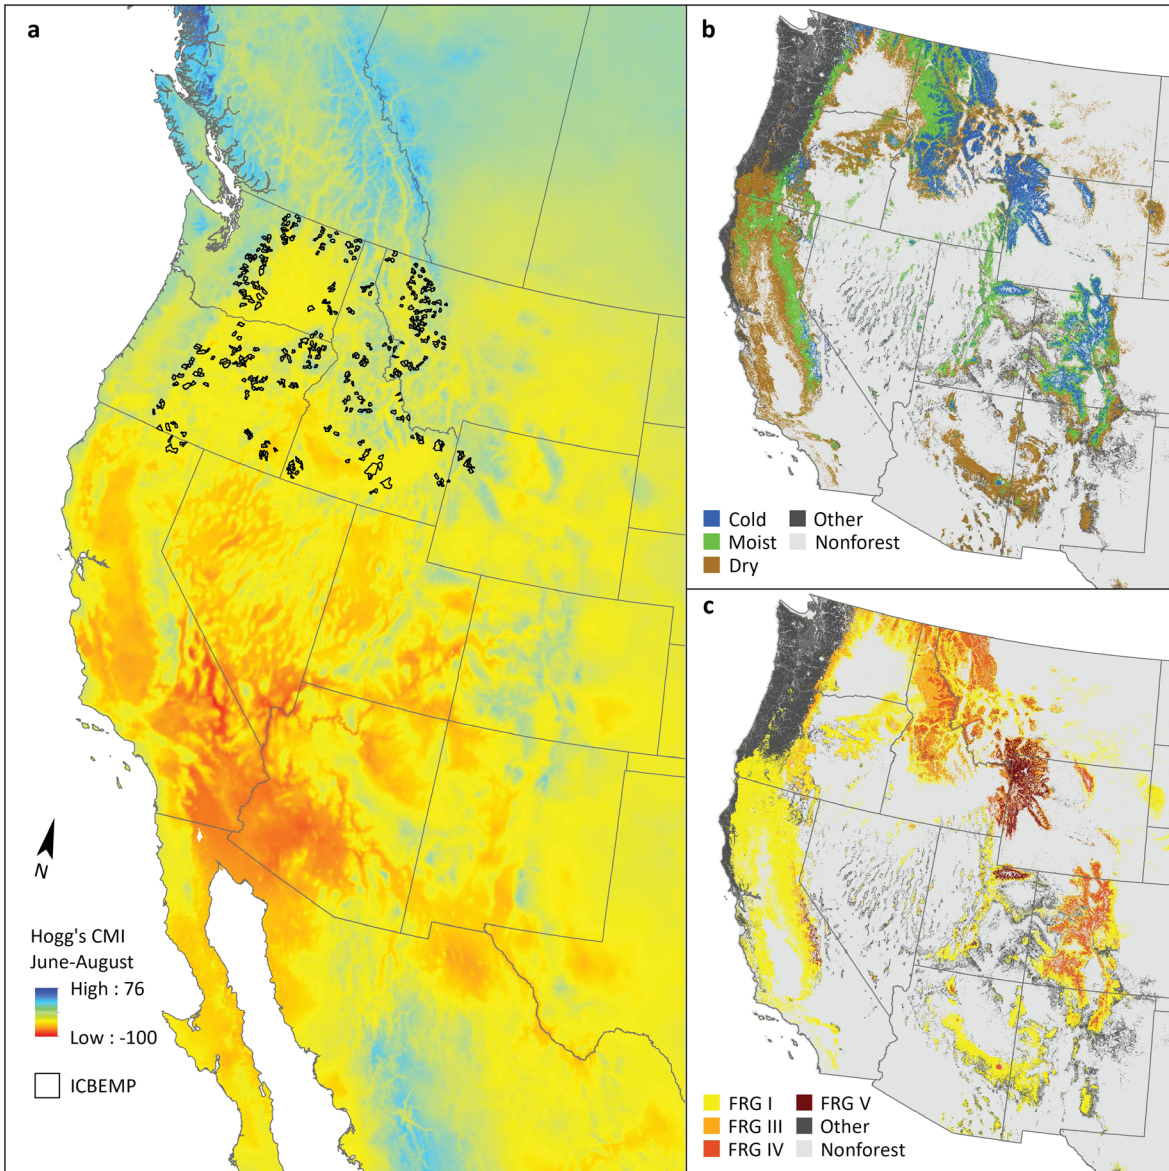 a
N
Hogg's CMI
June-August
High : 76
Low : -100
ICBEMP
b
Cold Other
Moist Nonforest
Dry
c
FRG I FRG V
FRG III Other
FRG IV Nonforest